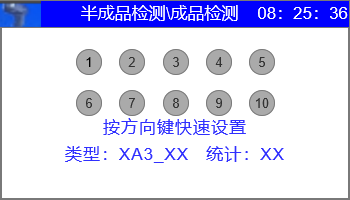 半成品检测\成品检测 08：25：36
1 2 3 4 5
6 7 8 9 10
按方向键快速设置
类型：XA3_XX 统计：XX